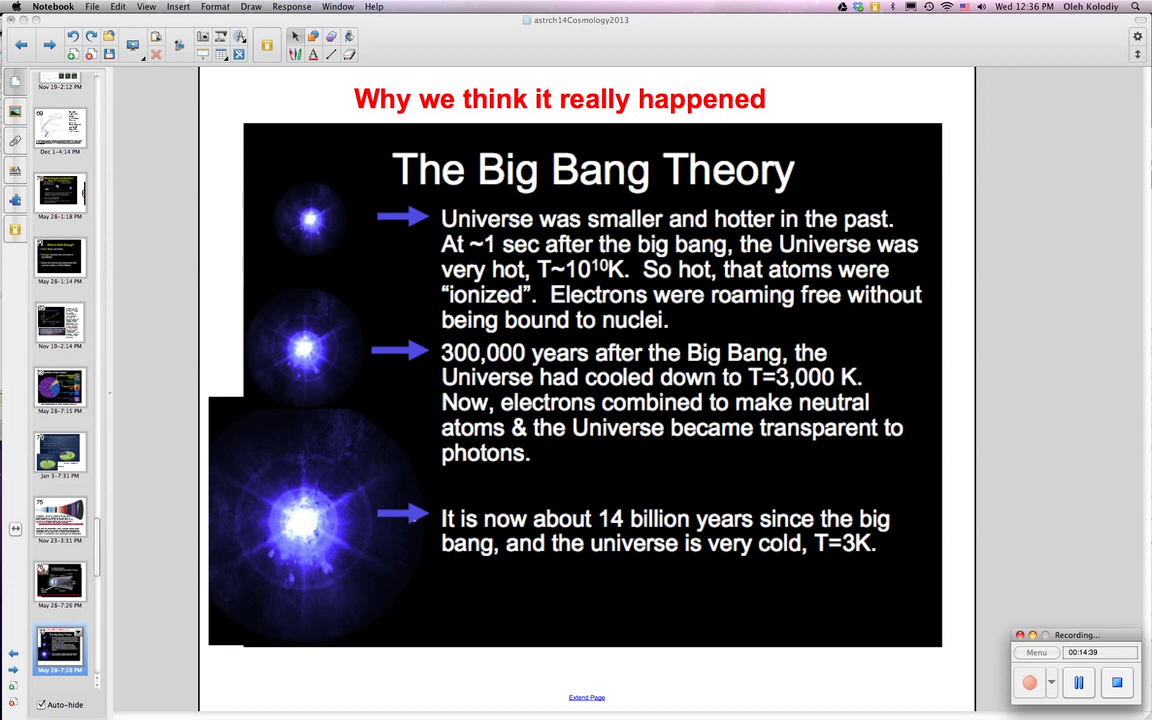 Notebook File Edit View Insert Format Draw Response Window Help Wed 12:36 PM Oleh Kolodiy
astrch14Cosmology2013
Nov 19-2:12 PM
69
Dec 1-4:14 PM
May 28-1:18 PM
May 28-1:14 PM
Nov 19-2:14 PM
May 28-7:15 PM
Jan 3-7:31 PM
75
Nov 23-3:31 PM
May 28-7:26 PM
May 28-7:28 PM
Auto-hide
Why we think it really happened
The Big Bang Theory
Universe was smaller and hotter in the past.
At ~1 sec after the big bang, the Universe was
very hot, T~10¹⁰K. So hot, that atoms were
“ionized”. Electrons were roaming free without
being bound to nuclei.
300,000 years after the Big Bang, the
Universe had cooled down to T=3,000 K.
Now, electrons combined to make neutral
atoms & the Universe became transparent to
photons.
It is now about 14 billion years since the big
bang, and the universe is very cold, T=3K.
Extend Page
Recording...
Menu 00:14:39